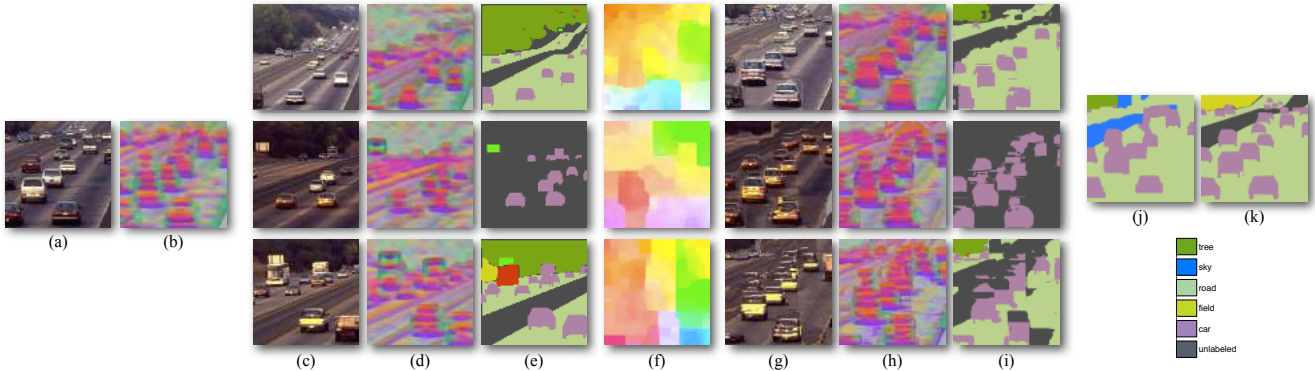 (a)
(b)
(c)
(d)
(e)
(f)
(g)
(h)
(i)
(j)
(k)
tree
sky
road
field
car
unlabeled